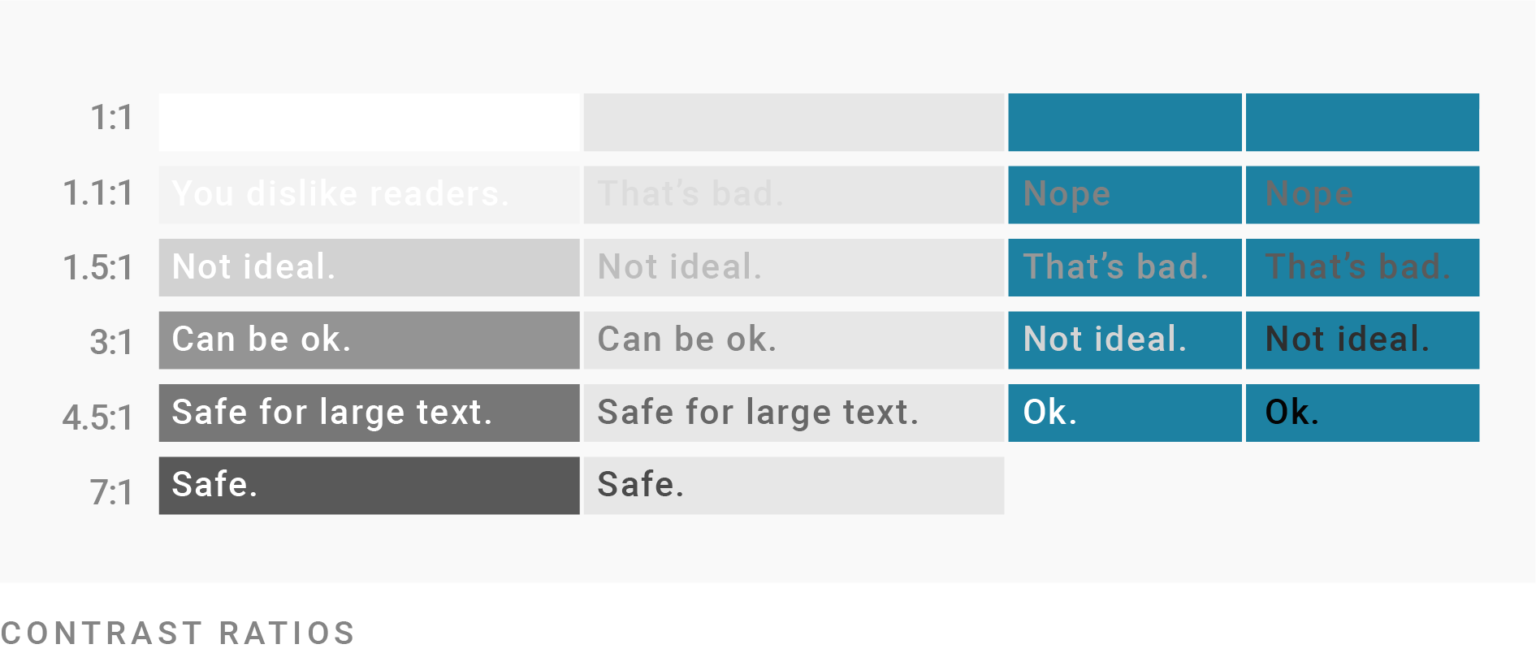 1:1
1.1:1 You dislike readers. That’s bad. Nope Nope
1.5:1 Not ideal. Not ideal. That’s bad. That’s bad.
3:1 Can be ok. Can be ok. Not ideal. Not ideal.
4.5:1 Safe for large text. Safe for large text. Ok. Ok.
7:1 Safe. Safe.
CONTRAST RATIOS